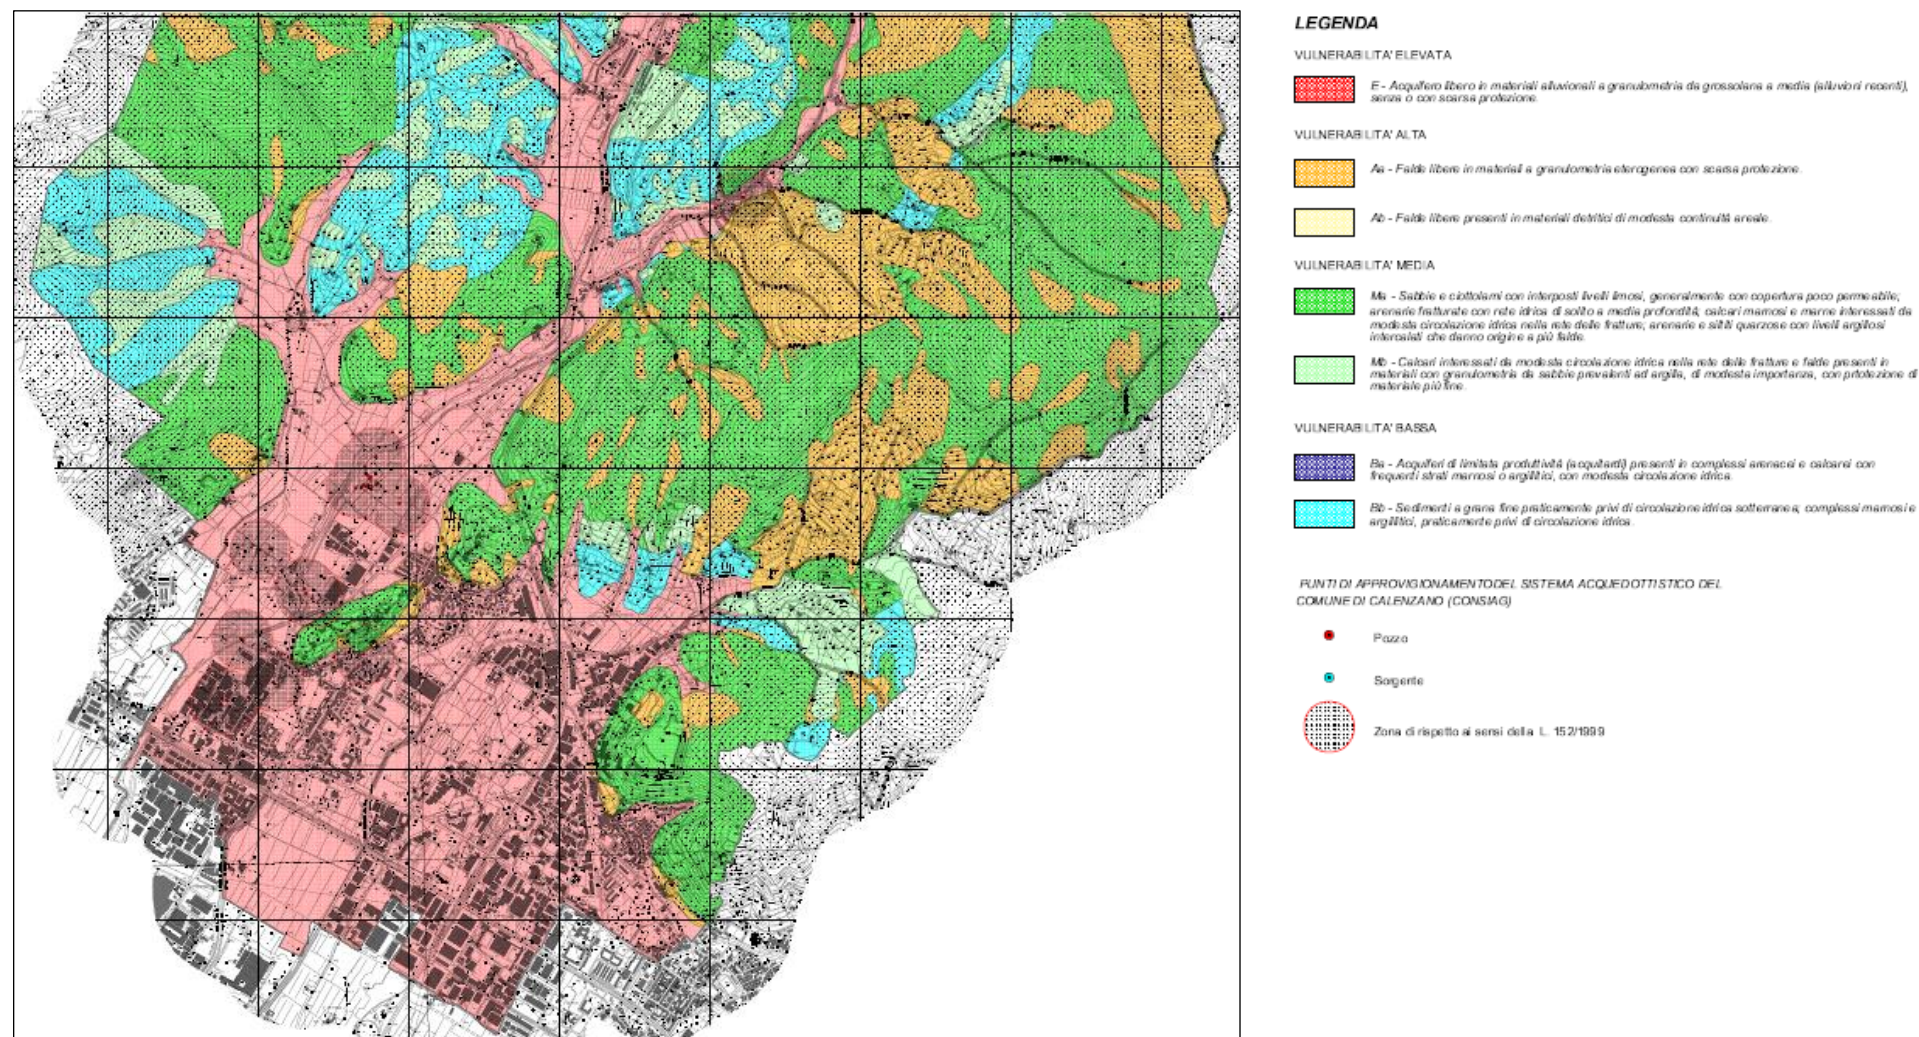 LEGENDA
VULNERABILITA' ELEVATA
E - Acquifero libero in materiali alluvionali a granulometria da grossolana a media (alluvioni recenti),
senza o con scarsa protezione.
VULNERABILITA' ALTA
Aa - Falde libere in materiali a granulometria eterogenea con scarsa protezione.
Ab - Falde libere presenti in materiali detritici di modesta continuità areale.
VULNERABILITA' MEDIA
Ma - Sabbie e ciottolami con interposti livelli limosi, generalmente con copertura poco permeabile;
arenarie fratturate con rete idrica di solito a media profondità; calcari marnosi e marne interessati da
modesta circolazione idrica nella rete delle fratture; arenarie e siltiti quarzose con livelli argillosi
intercalati che danno origine a più falde.
Mb - Calcari interessati da modesta circolazione idrica nella rete delle fratture e falde presenti in
materiali con granulometria da sabbie prevalenti ad argilla, di modesta importanza, con prtotezione di
materiale più fine.
VULNERABILITA' BASSA
Ba - Acquiferi di limitata produttività (acquitardi) presenti in complessi arenacei e calcarei con
frequenti strati marnosi o argillitici, con modesta circolazione idrica.
Bb - Sedimenti a grana fine praticamente privi di circolazione idrica sotterranea; complessi marnosi e
argillitici, praticamente privi di circolazione idrica.
PUNTI DI APPROVIGIONAMENTO DEL SISTEMA ACQUEDOTTISTICO DEL
COMUNE DI CALENZANO (CONSIAG)
Pozzo
Sorgente
Zona di rispetto ai sensi della L. 152/1999